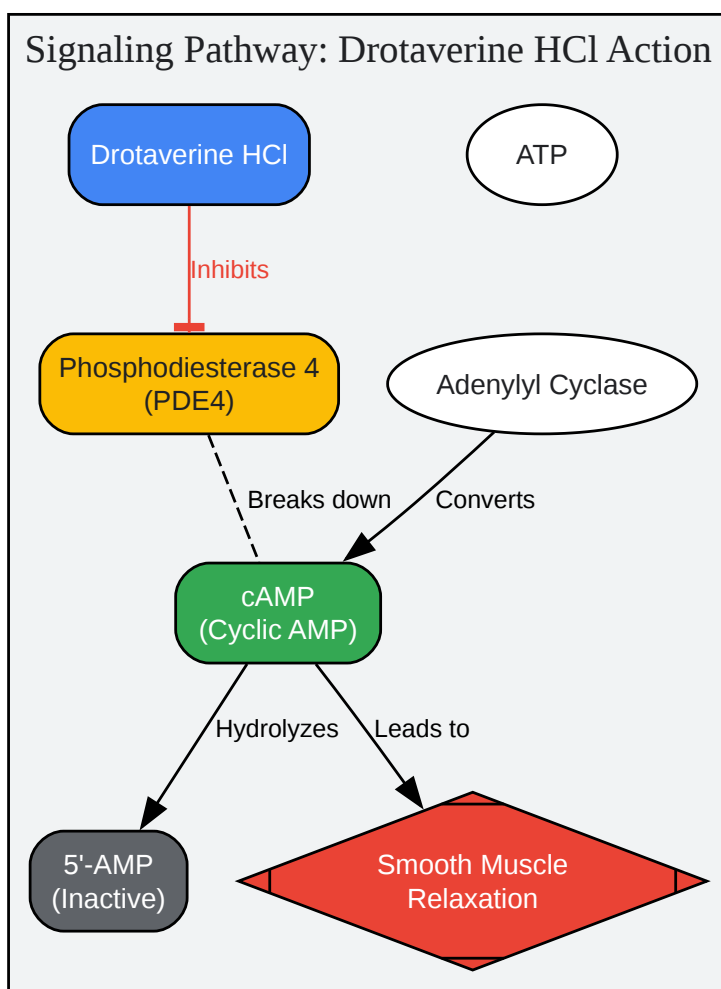 Signaling Pathway: Drotaverine HCl Action
Drotaverine HCl
ATP
Inhibits
Phosphodiesterase 4
(PDE4)
Adenylyl Cyclase
Breaks down
Converts
cAMP
(Cyclic AMP)
Hydrolyzes
Leads to
5'-AMP
(Inactive)
Smooth Muscle
Relaxation